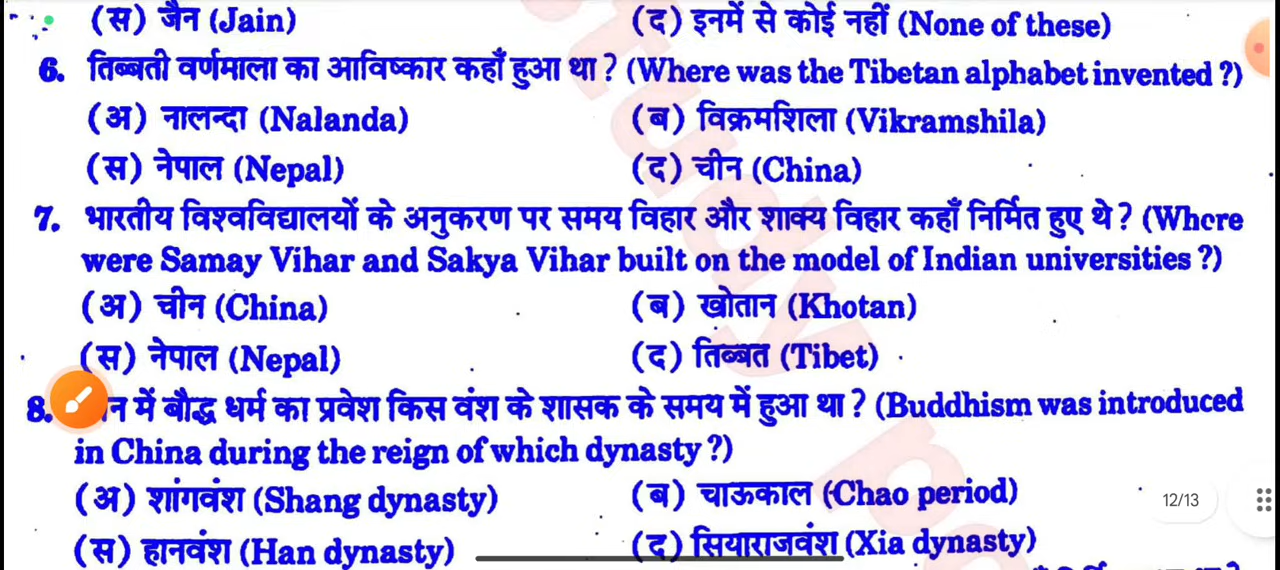 (स) जैन (Jain) (द) इनमें से कोई नहीं (None of these)
6. तिब्बती वर्णमाला का आविष्कार कहाँ हुआ था ? (Where was the Tibetan alphabet invented ?)
(अ) नालन्दा (Nalanda) (ब) विक्रमशिला (Vikramshila)
(स) नेपाल (Nepal) (द) चीन (China)
7. भारतीय विश्वविद्यालयों के अनुकरण पर समय विहार और शाक्य विहार कहाँ निर्मित हुए थे ? (Where
were Samay Vihar and Sakya Vihar built on the model of Indian universities ?)
(अ) चीन (China) (ब) खोतान (Khotan)
(स) नेपाल (Nepal) (द) तिब्बत (Tibet)
8. में बौद्ध धर्म का प्रवेश किस वंश के शासक के समय में हुआ था ? (Buddhism was introduced
in China during the reign of which dynasty ?)
(अ) शांगवंश (Shang dynasty) (ब) चाऊकाल (Chao period)
12/13
(स) हानवंश (Han dynasty) (द) सियाराजवंश (Xia dynasty)